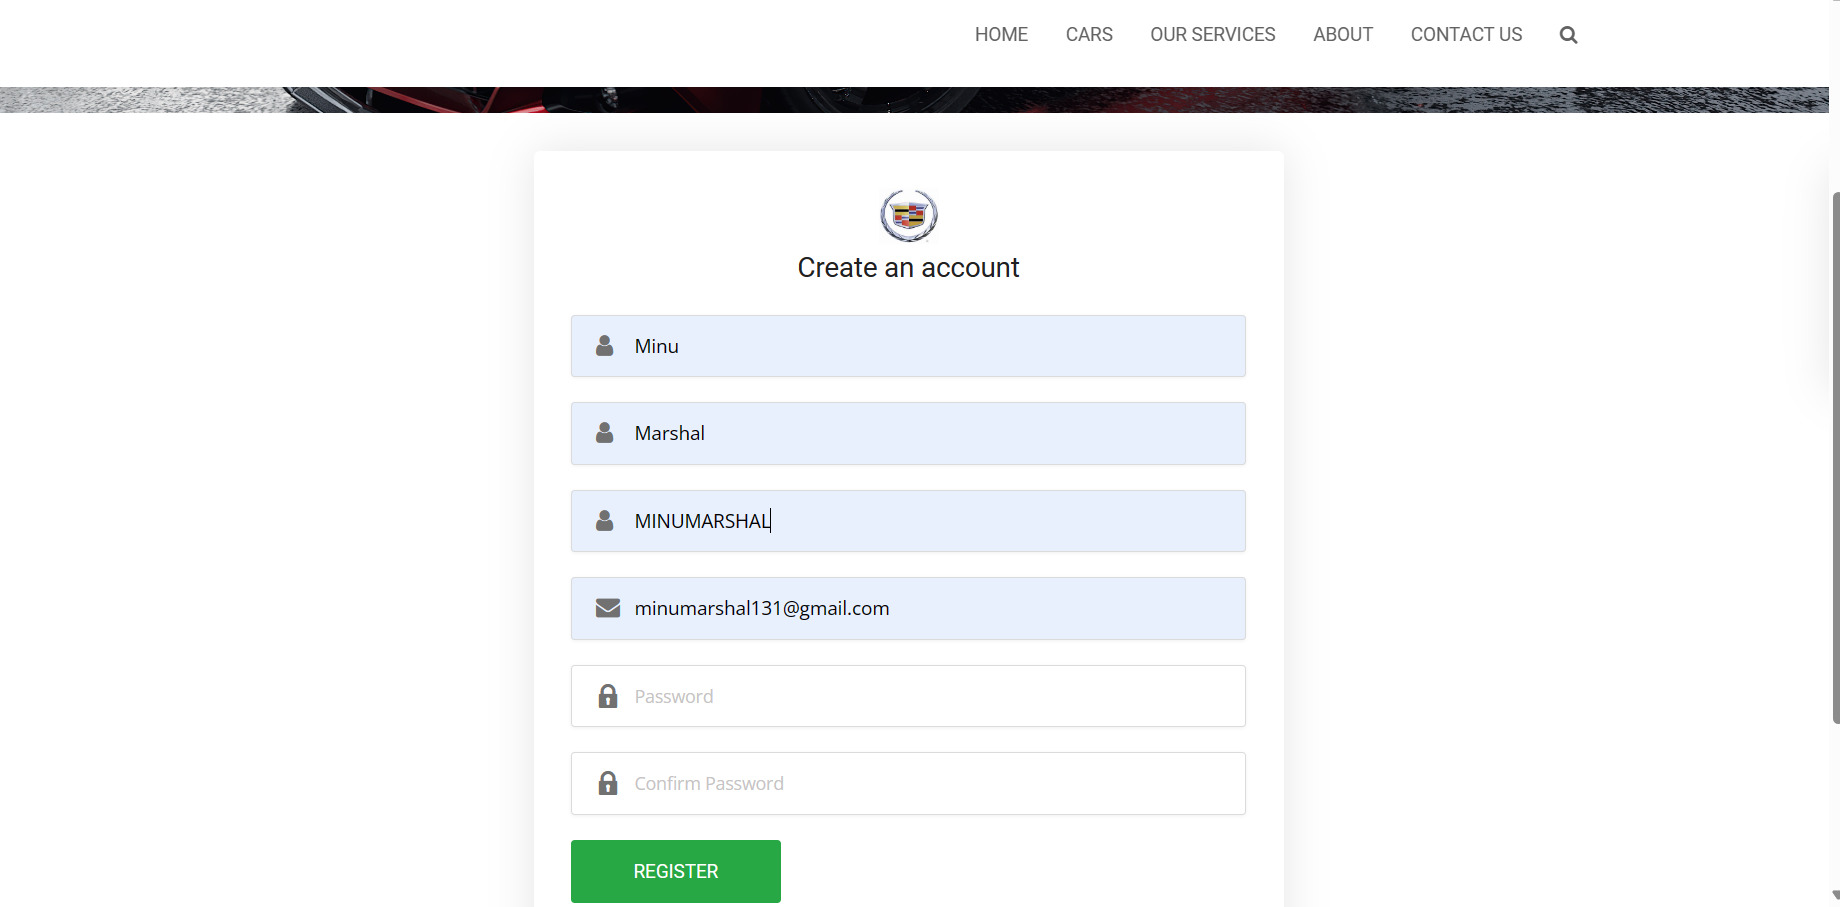 HOME CARS OUR SERVICES ABOUT CONTACT US
Create an account
Minu
Marshal
MINUMARSHAL
minumarshal131@gmail.com
Password
Confirm Password
REGISTER